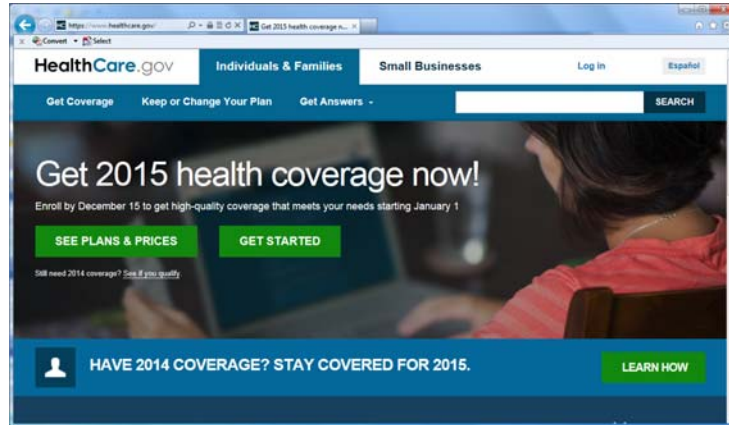 https://www.healthcare.gov/
Get 2015 health coverage n...
Convert
Select
HealthCare.gov
Individuals & Families
Small Businesses
Log in
Español
Get Coverage
Keep or Change Your Plan
Get Answers
SEARCH
Get 2015 health coverage now!
Enroll by December 15 to get high-quality coverage that meets your needs starting January 1
SEE PLANS & PRICES
GET STARTED
Still need 2014 coverage? See if you qualify.
HAVE 2014 COVERAGE? STAY COVERED FOR 2015.
LEARN HOW